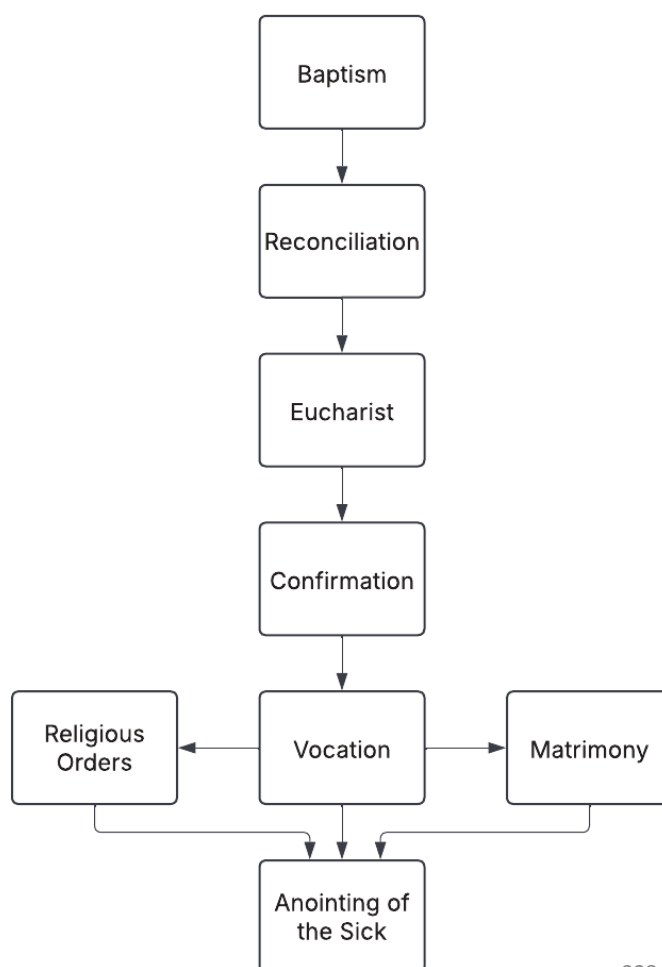 Baptism
Reconciliation
Eucharist
Confirmation
Religious
Orders
Vocation
Matrimony
Anointing of
the Sick